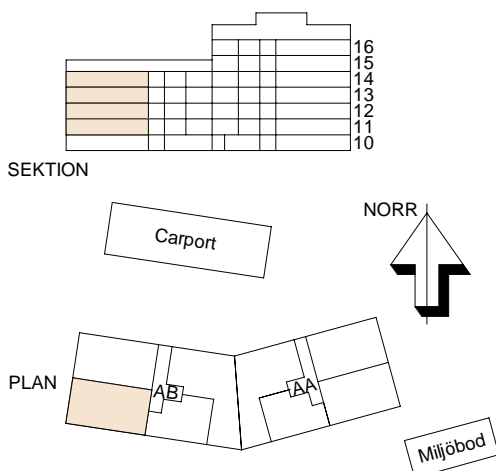 16
15
14
13
12
11
10
SEKTION
NORR
Carport
PLAN
AB
AA
Miljöbod